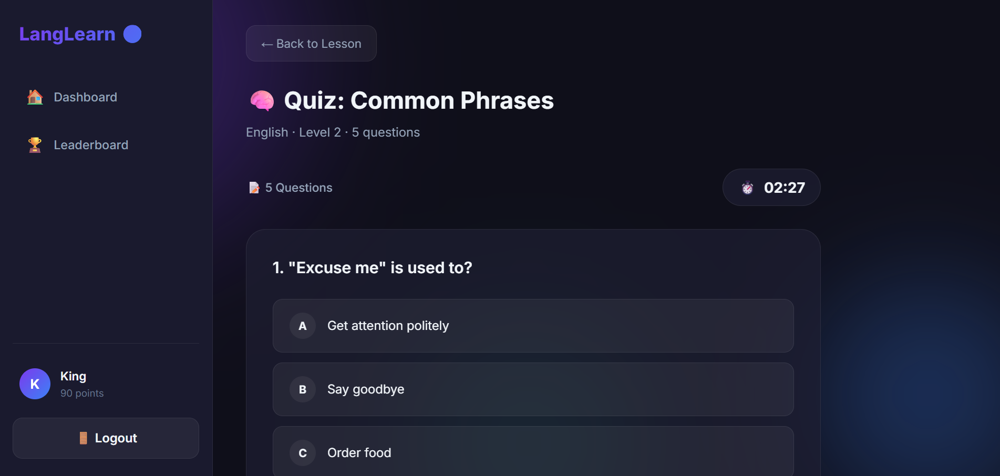 LangLearn
Dashboard
Leaderboard
K
King
90 points
Logout
← Back to Lesson
Quiz: Common Phrases
English · Level 2 · 5 questions
5 Questions
02:27
1. "Excuse me" is used to?
A Get attention politely
B Say goodbye
C Order food